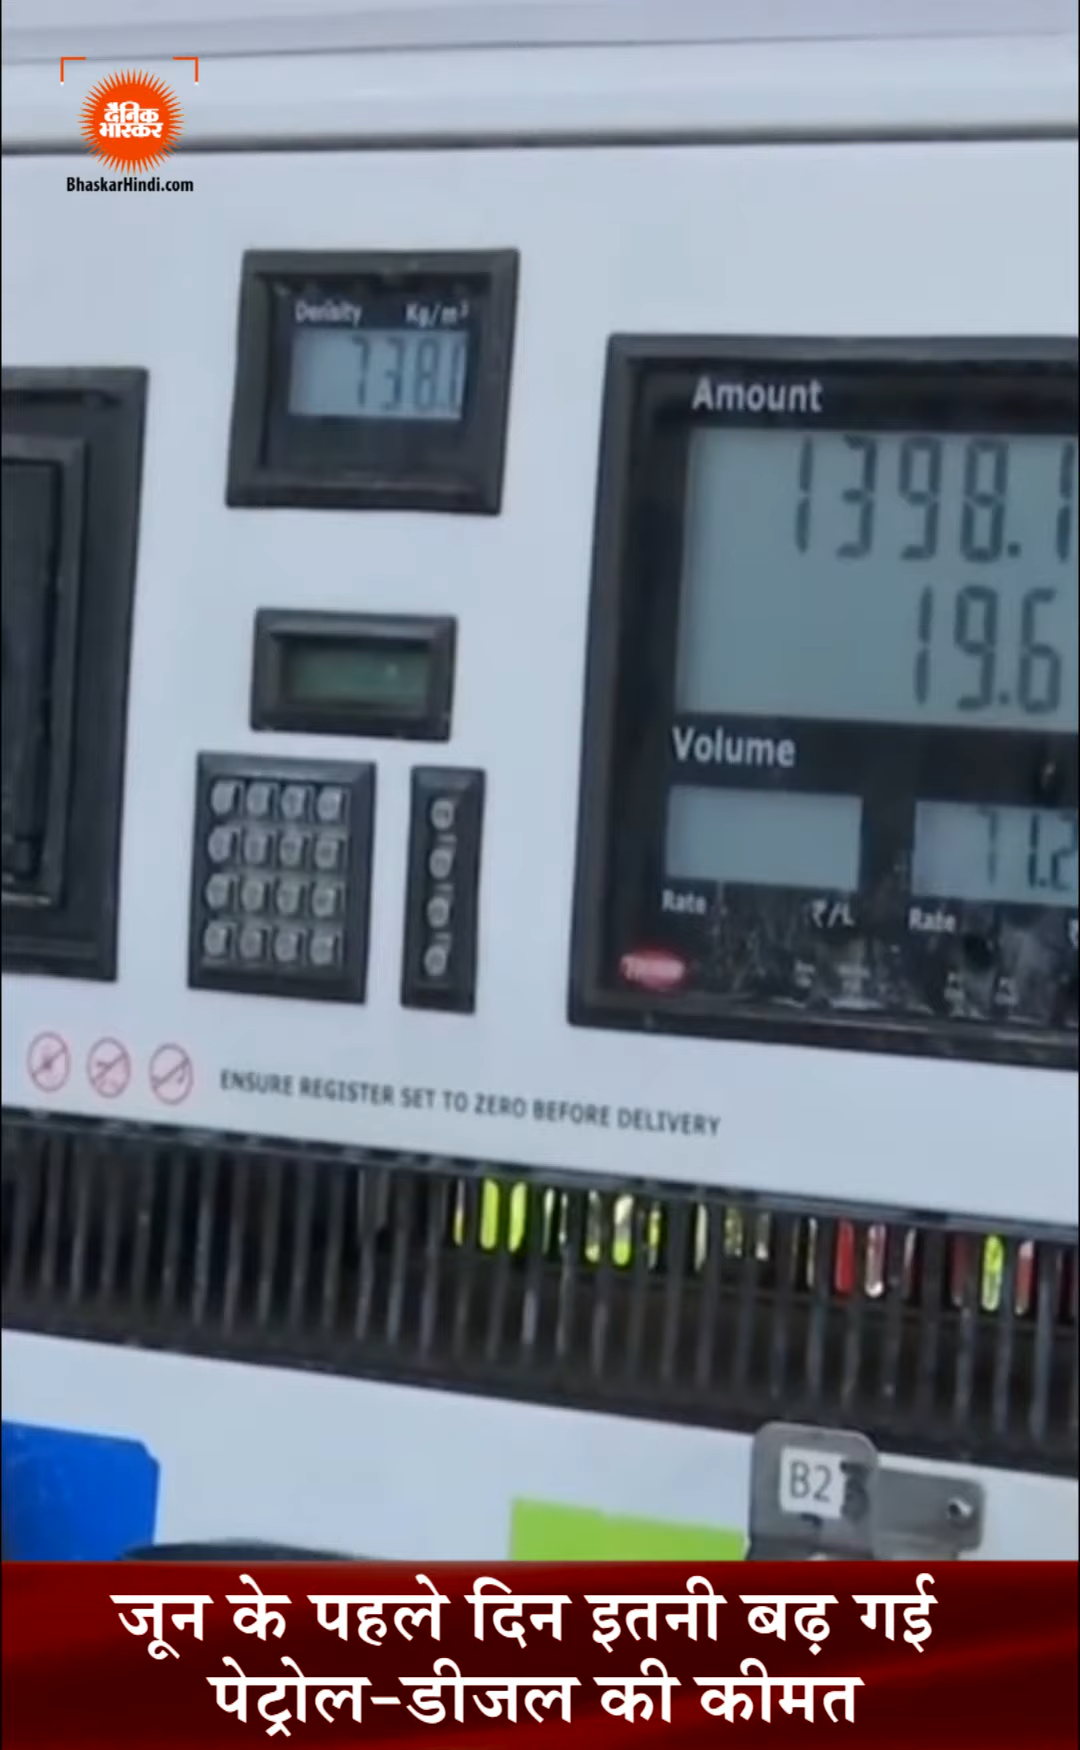 दैनिक
भास्कर
BhaskarHindi.com
Density Kg/m³
738.1
Amount
1398.1
19.6
Volume
71.2
Rate ₹/L Rate
ENSURE REGISTER SET TO ZERO BEFORE DELIVERY
B2
जून के पहले दिन इतनी बढ़ गई
पेट्रोल-डीजल की कीमत